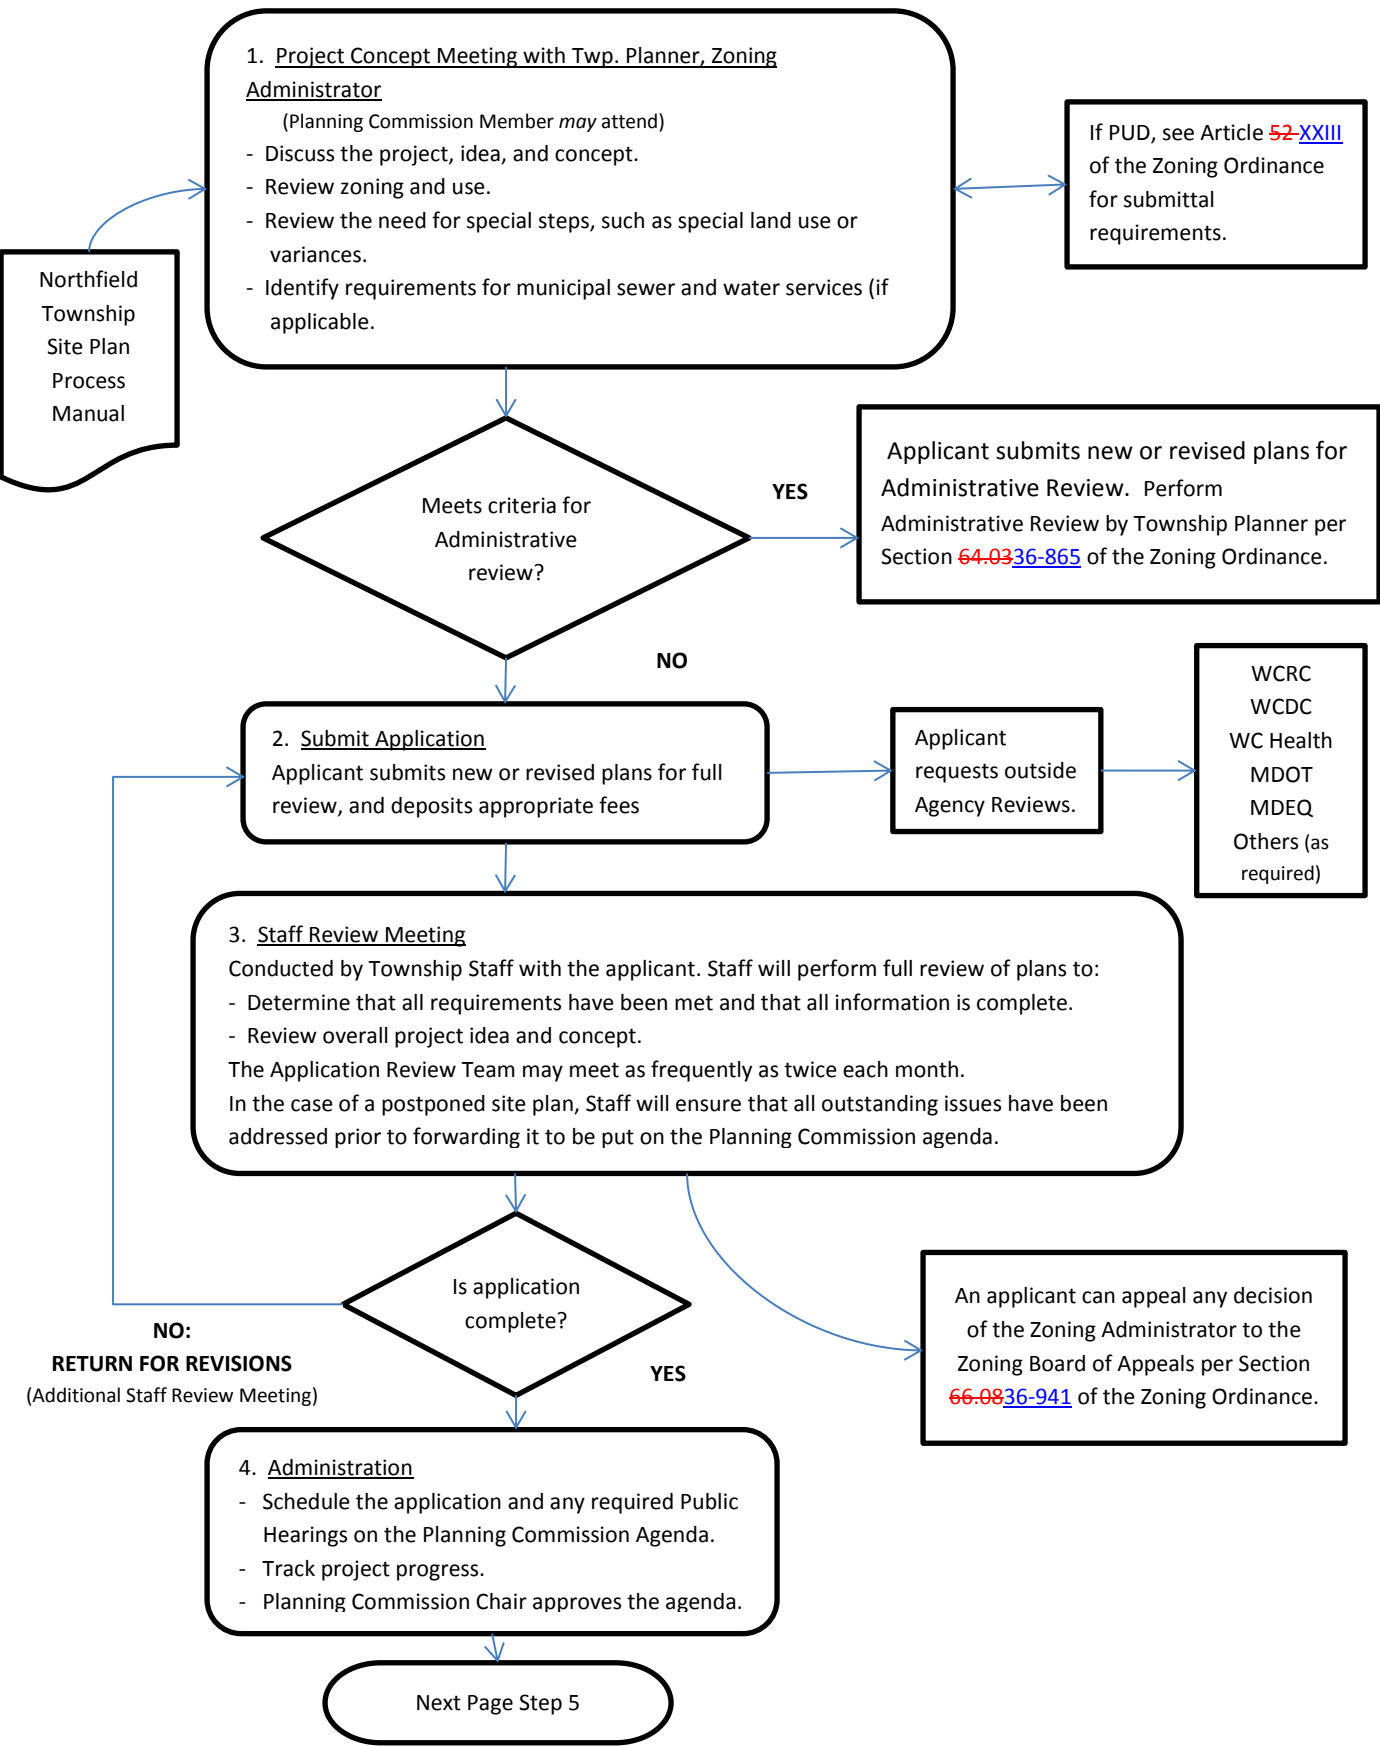 1. Project Concept Meeting with Twp. Planner, Zoning
Administrator
(Planning Commission Member may attend)
- Discuss the project, idea, and concept.
- Review zoning and use.
- Review the need for special steps, such as special land use or
variances.
- Identify requirements for municipal sewer and water services (if
applicable.
If PUD, see Article 52 XXIII
of the Zoning Ordinance
for submittal
requirements.
Northfield
Township
Site Plan
Process
Manual
Meets criteria for
Administrative
review?
YES
Applicant submits new or revised plans for
Administrative Review. Perform
Administrative Review by Township Planner per
Section 64.0336-865 of the Zoning Ordinance.
NO
2. Submit Application
Applicant submits new or revised plans for full
review, and deposits appropriate fees
Applicant
requests outside
Agency Reviews.
WCRC
WCDC
WC Health
MDOT
MDEQ
Others (as
required)
3. Staff Review Meeting
Conducted by Township Staff with the applicant. Staff will perform full review of plans to:
- Determine that all requirements have been met and that all information is complete.
- Review overall project idea and concept.
The Application Review Team may meet as frequently as twice each month.
In the case of a postponed site plan, Staff will ensure that all outstanding issues have been
addressed prior to forwarding it to be put on the Planning Commission agenda.
Is application
complete?
NO:
RETURN FOR REVISIONS
(Additional Staff Review Meeting)
YES
An applicant can appeal any decision
of the Zoning Administrator to the
Zoning Board of Appeals per Section
66.0836-941 of the Zoning Ordinance.
4. Administration
- Schedule the application and any required Public
Hearings on the Planning Commission Agenda.
- Track project progress.
- Planning Commission Chair approves the agenda.
Next Page Step 5